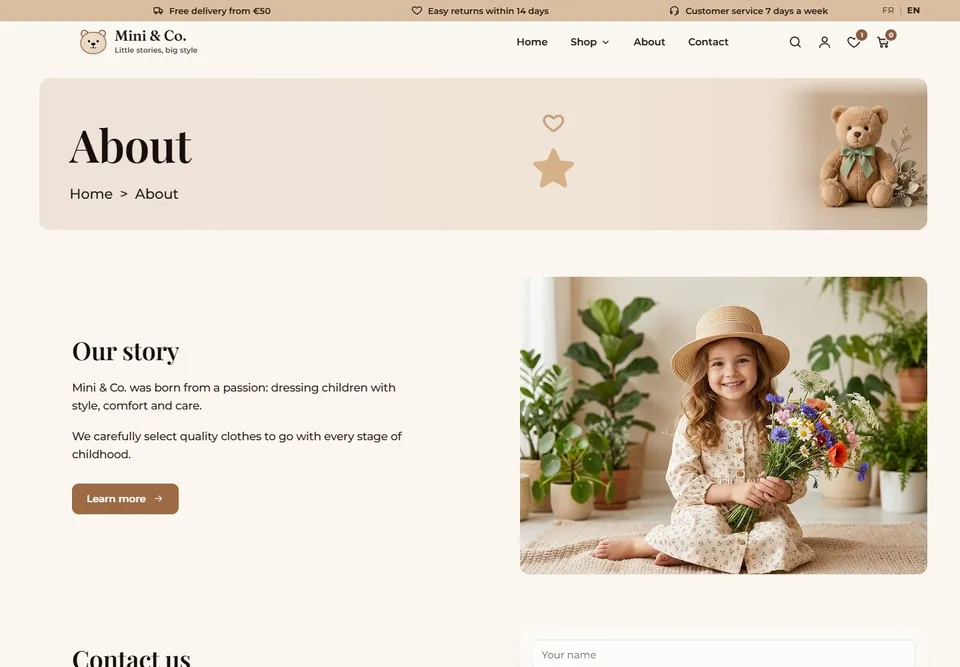 Free delivery from €50
Easy returns within 14 days
Customer service 7 days a week
FR | EN
Mini & Co.
Little stories, big style
Home
Shop
About
Contact
1
0
About
Home > About
Our story
Mini & Co. was born from a passion: dressing children with
style, comfort and care.
We carefully select quality clothes to go with every stage of
childhood.
Learn more →
Contact us
Your name